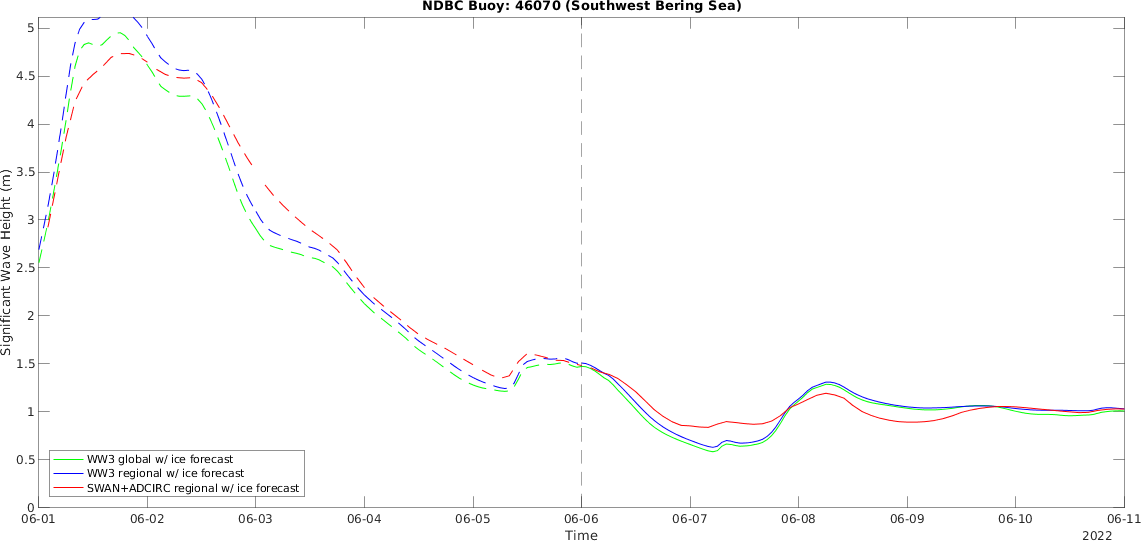 NDBC Buoy: 46070 (Southwest Bering Sea)
Significant Wave Height (m)
5
4.5
4
3.5
3
2.5
2
1.5
1
0.5
0
WW3 global w/ ice forecast
WW3 regional w/ ice forecast
SWAN+ADCIRC regional w/ ice forecast
06-01 06-02 06-03 06-04 06-05 06-06 06-07 06-08 06-09 06-10 06-11
Time
2022